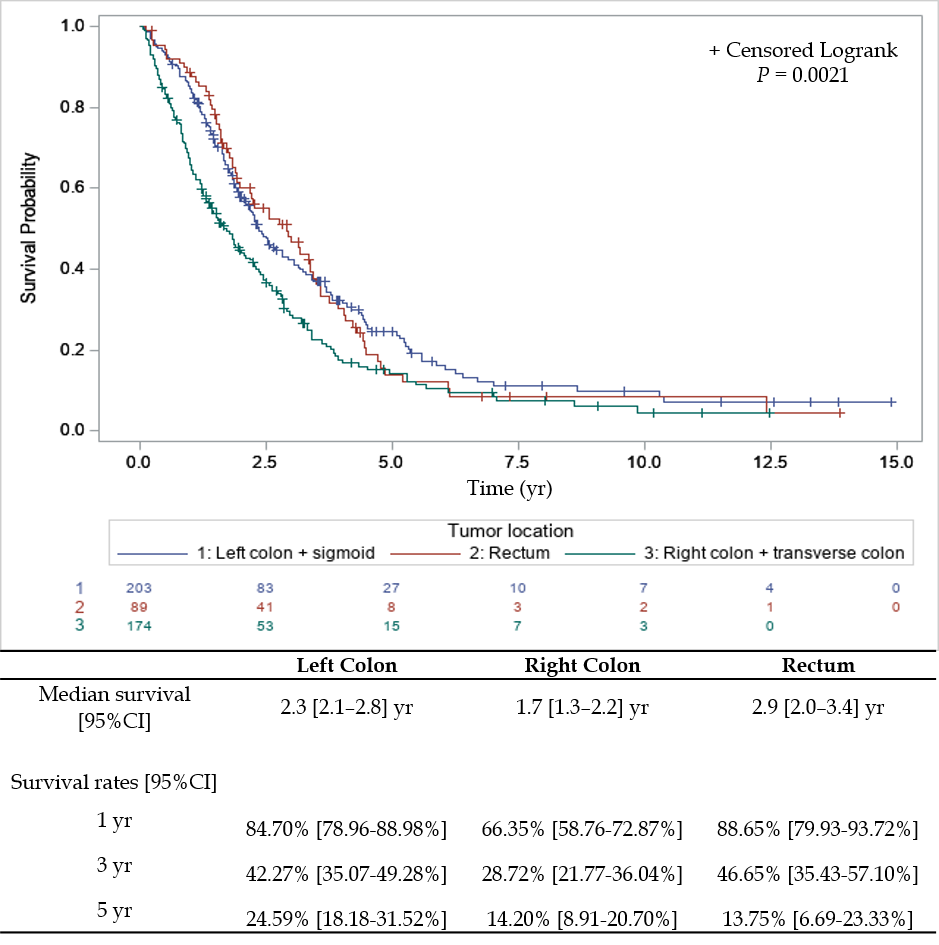 + Censored Logrank
P = 0.0021
Survival Probability
1.0
0.8
0.6
0.4
0.2
0.0
0.0 2.5 5.0 7.5 10.0 12.5 15.0
Time (yr)
Tumor location
1: Left colon + sigmoid 2: Rectum 3: Right colon + transverse colon
1 203 83 27 10 7 4 0
2 89 41 8 3 2 1 0
3 174 53 15 7 3 0
Left Colon Right Colon Rectum
Median survival
[95%CI] 2.3 [2.1–2.8] yr 1.7 [1.3–2.2] yr 2.9 [2.0–3.4] yr
Survival rates [95%CI]
1 yr 84.70% [78.96-88.98%] 66.35% [58.76-72.87%] 88.65% [79.93-93.72%]
3 yr 42.27% [35.07-49.28%] 28.72% [21.77-36.04%] 46.65% [35.43-57.10%]
5 yr 24.59% [18.18-31.52%] 14.20% [8.91-20.70%] 13.75% [6.69-23.33%]